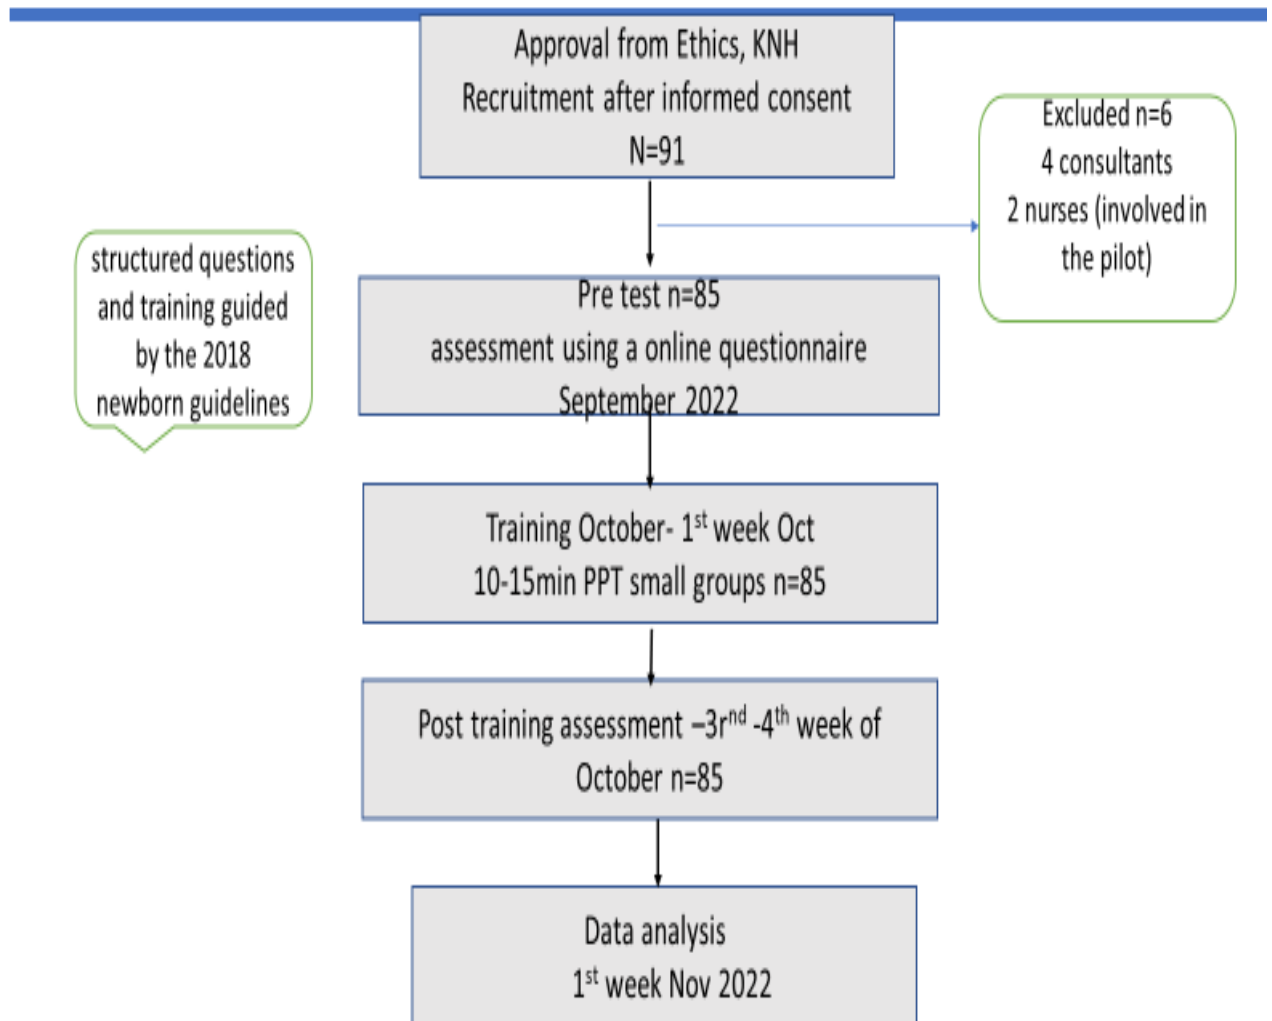 Approval from Ethics, KNH
Recruitment after informed consent
N=91
Excluded n=6
4 consultants
2 nurses (involved in
the pilot)
structured questions
and training guided
by the 2018
newborn guidelines
Pre test n=85
assessment using a online questionnaire
September 2022
Training October- 1st week Oct
10-15min PPT small groups n=85
Post training assessment –3rnd -4th week of
October n=85
Data analysis
1st week Nov 2022